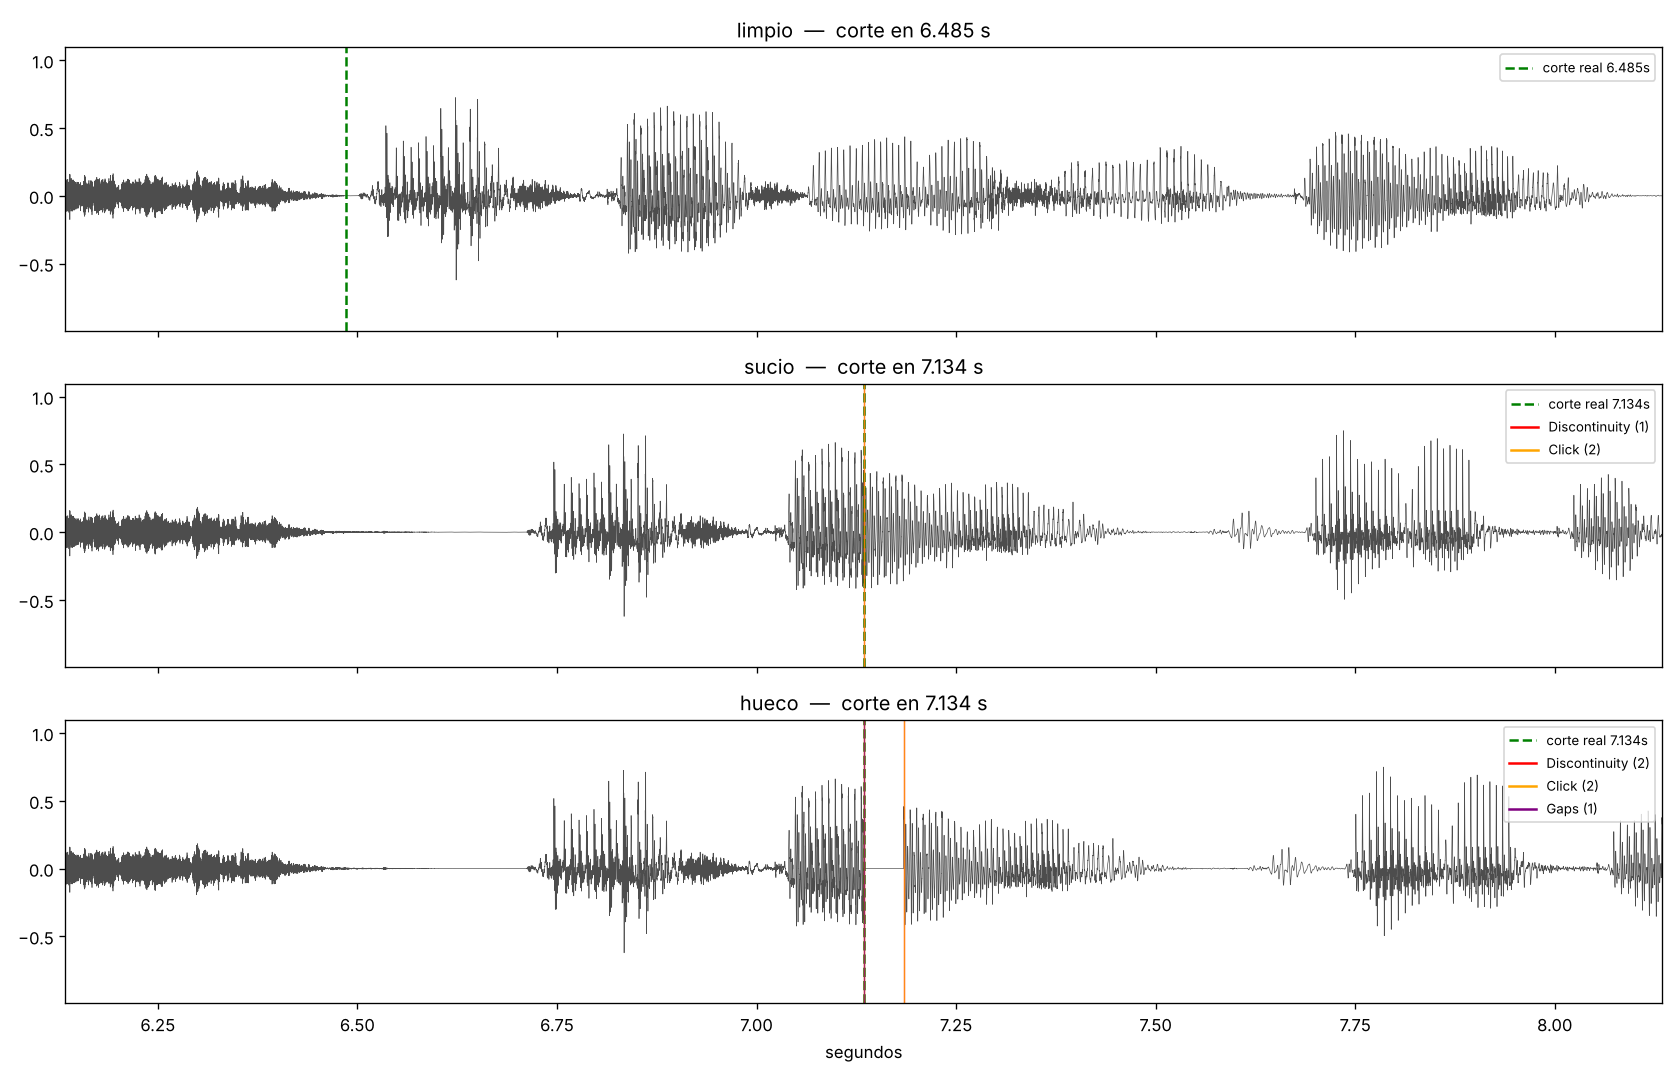 limpio — corte en 6.485 s
1.0
0.5
0.0
−0.5
corte real 6.485s
sucio — corte en 7.134 s
1.0
0.5
0.0
−0.5
corte real 7.134s
Discontinuity (1)
Click (2)
hueco — corte en 7.134 s
1.0
0.5
0.0
−0.5
corte real 7.134s
Discontinuity (2)
Click (2)
Gaps (1)
6.25 6.50 6.75 7.00 7.25 7.50 7.75 8.00
segundos